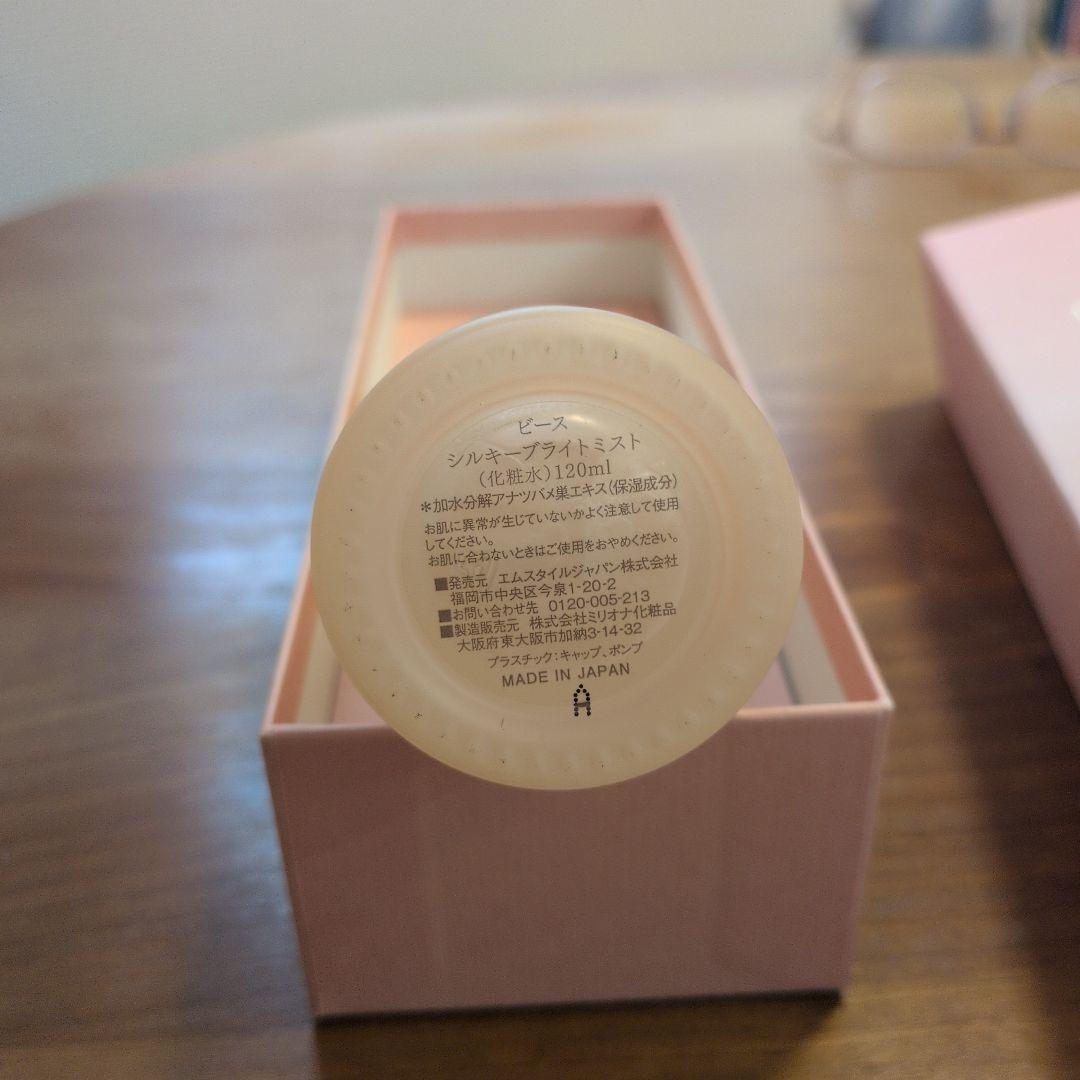 ビース
シルキーブライトミスト
(化粧水)120ml
*加水分解アナツバメ巣エキス(保湿成分)
お肌に異常が生じていないかよく注意して使用
してください。
お肌に合わないときはご使用をおやめください。
■発売元 エムスタイルジャパン株式会社
福岡市中央区今泉1-20-2
■お問い合わせ先 0120-005-213
■製造販売元 株式会社ミリオナ化粧品
大阪府東大阪市加納3-14-32
プラスチック:キャップ、ポンプ
MADE IN JAPAN
A